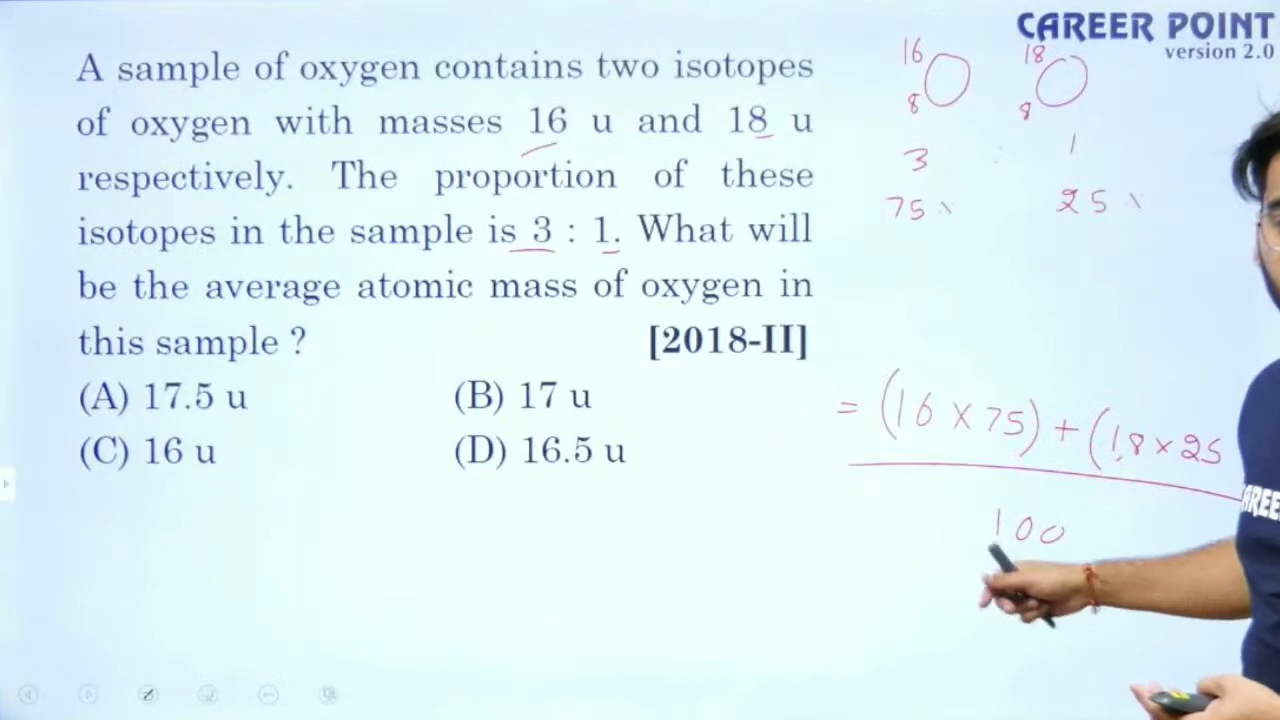 CAREER POINT
version 2.0
A sample of oxygen contains two isotopes
of oxygen with masses 16 u and 18 u
respectively. The proportion of these
isotopes in the sample is 3 : 1. What will
be the average atomic mass of oxygen in
this sample ?
[2018-II]
(A) 17.5 u
(B) 17 u
(C) 16 u
(D) 16.5 u
16 18
8 O 8 O
3 : 1
75 % 25 %
= (16 × 75) + (18 × 25
100
CAREE